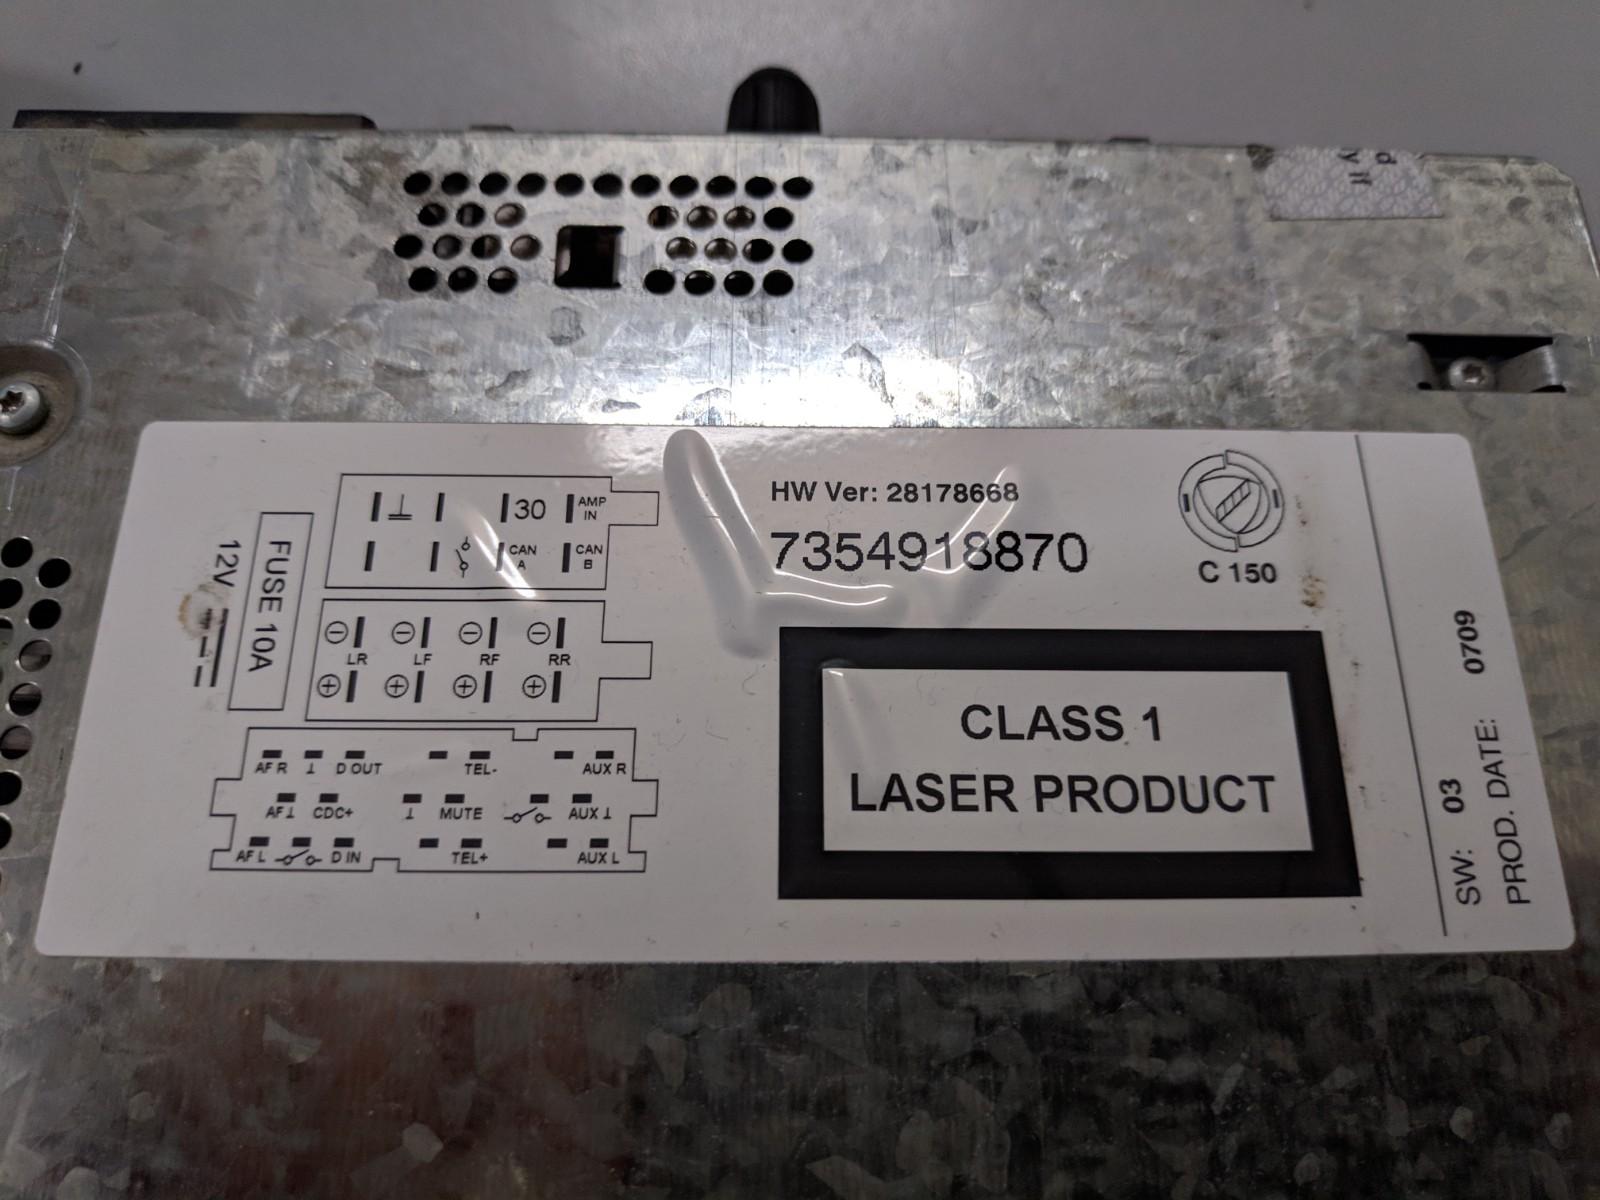 d
y if
HW Ver: 28178668
7354918870
C 150
30
AMP
IN
CAN
A
CAN
B
12V
FUSE 10A
LR LF RF RR
AF R D OUT TEL- AUX R
AF CDC+ MUTE AUX
AF L D IN TEL+ AUX L
CLASS 1
LASER PRODUCT
SW: 03
PROD. DATE: 0709